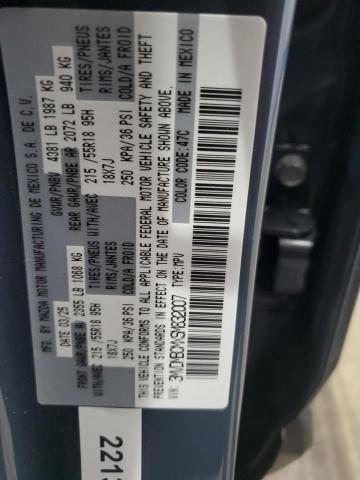 MFD BY MAZDA MOTOR MANUFACTURING DE MEXICO S.A. DE C.V.
DATE: 03/25 GVWR/PNBV 4381 LB 1987 KG
FRONT GAWR/PNBE AV 2355 LB 1068 KG GAWR/PNBE AR 2072 LB 940 KG
WITH/AVEC TIRES/PNEUS WITH/AVEC TIRES/PNEUS
215/55R18 95H RIMS/JANTES 215/55R18 95H RIMS/JANTES
18X7J COLD/A FROID 18X7J COLD/A FROID
250 KPA/36 PSI 250 KPA/36 PSI
THIS VEHICLE CONFORMS TO ALL APPLICABLE FEDERAL MOTOR VEHICLE SAFETY AND THEFT
PREVENTION STANDARDS IN EFFECT ON THE DATE OF MANUFACTURE SHOWN ABOVE.
TYPE:MPV COLOR CODE:47C MADE IN MEXICO
221